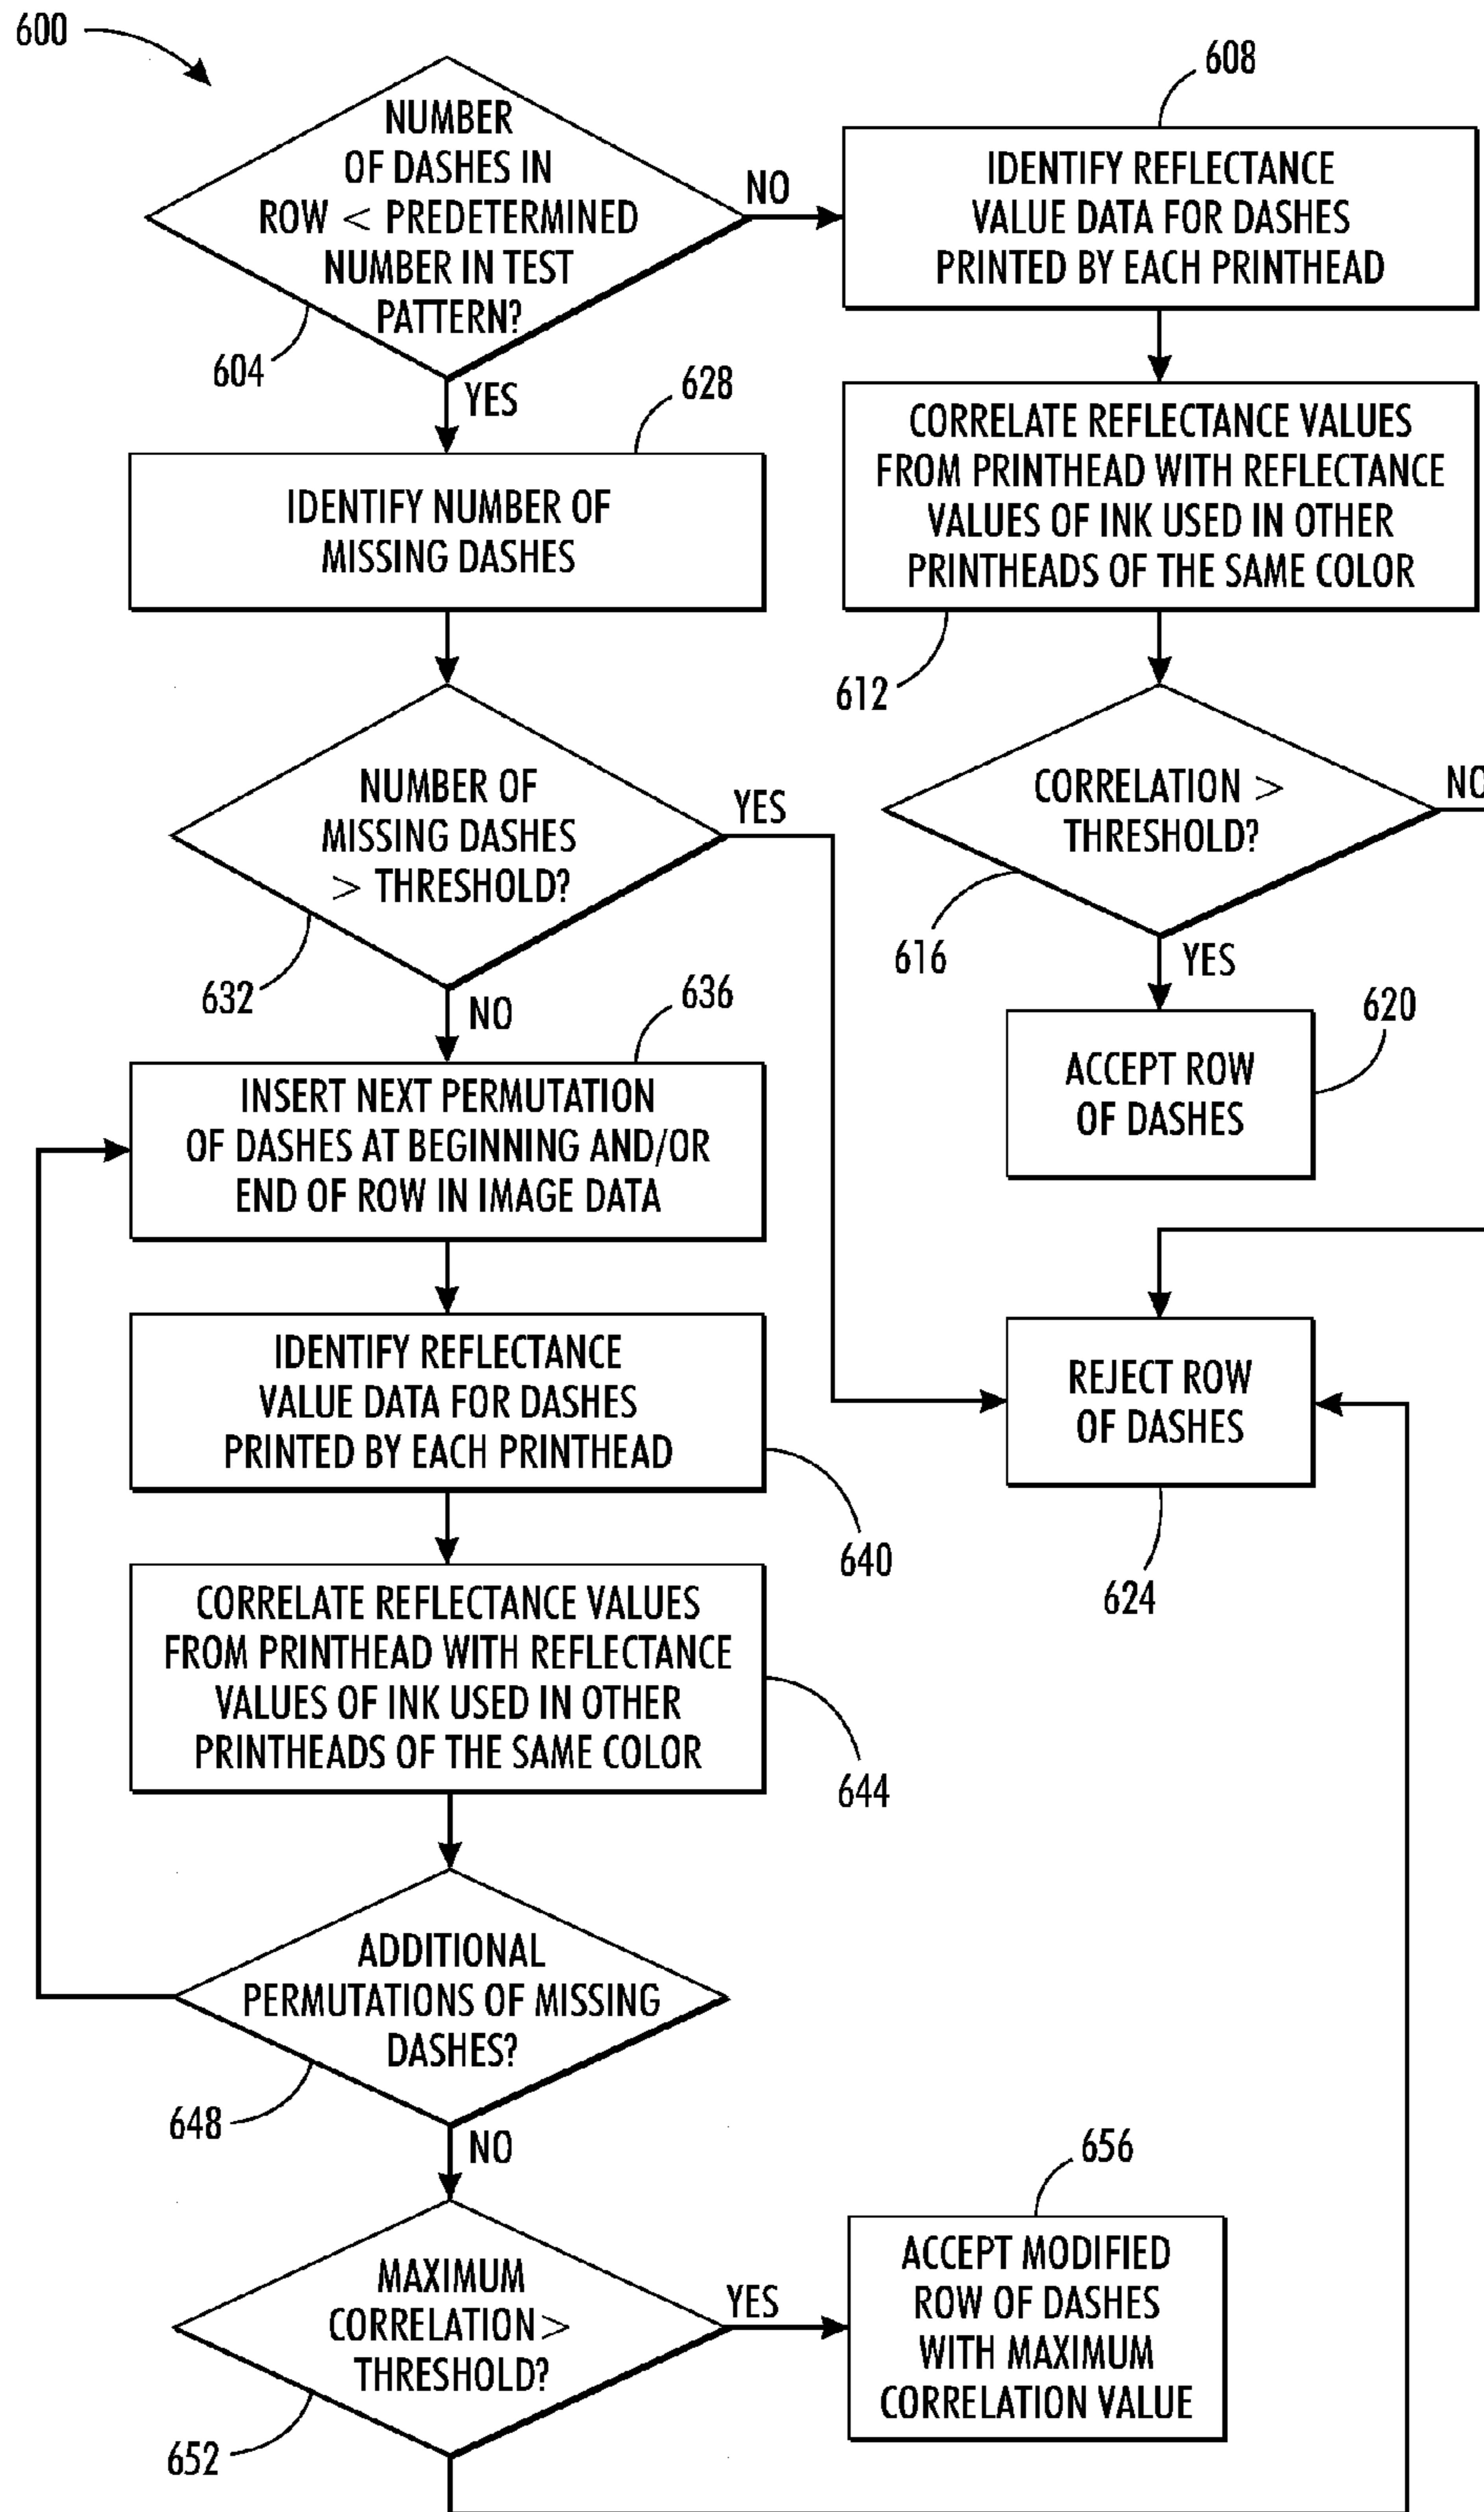 600
NUMBER
OF DASHES IN
ROW < PREDETERMINED
NUMBER IN TEST
PATTERN?
604
NO
YES
608
IDENTIFY REFLECTANCE
VALUE DATA FOR DASHES
PRINTED BY EACH PRINTHEAD
CORRELATE REFLECTANCE VALUES
FROM PRINTHEAD WITH REFLECTANCE
VALUES OF INK USED IN OTHER
PRINTHEADS OF THE SAME COLOR
612
CORRELATION >
THRESHOLD?
NO
616
YES
620
ACCEPT ROW
OF DASHES
REJECT ROW
OF DASHES
624
628
IDENTIFY NUMBER OF
MISSING DASHES
NUMBER OF
MISSING DASHES
> THRESHOLD?
YES
632
NO
636
INSERT NEXT PERMUTATION
OF DASHES AT BEGINNING AND/OR
END OF ROW IN IMAGE DATA
IDENTIFY REFLECTANCE
VALUE DATA FOR DASHES
PRINTED BY EACH PRINTHEAD
640
CORRELATE REFLECTANCE VALUES
FROM PRINTHEAD WITH REFLECTANCE
VALUES OF INK USED IN OTHER
PRINTHEADS OF THE SAME COLOR
644
ADDITIONAL
PERMUTATIONS OF MISSING
DASHES?
648
NO
MAXIMUM
CORRELATION >
THRESHOLD?
652
YES
656
ACCEPT MODIFIED
ROW OF DASHES
WITH MAXIMUM
CORRELATION VALUE